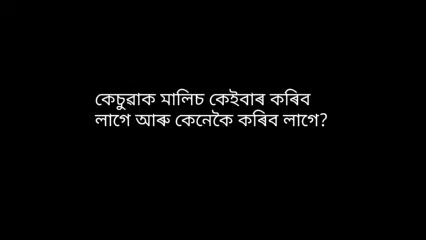 কেচুৱাক মালিচ কেইবাৰ কৰিব
লাগে আৰু কেনেকৈ কৰিব লাগে?